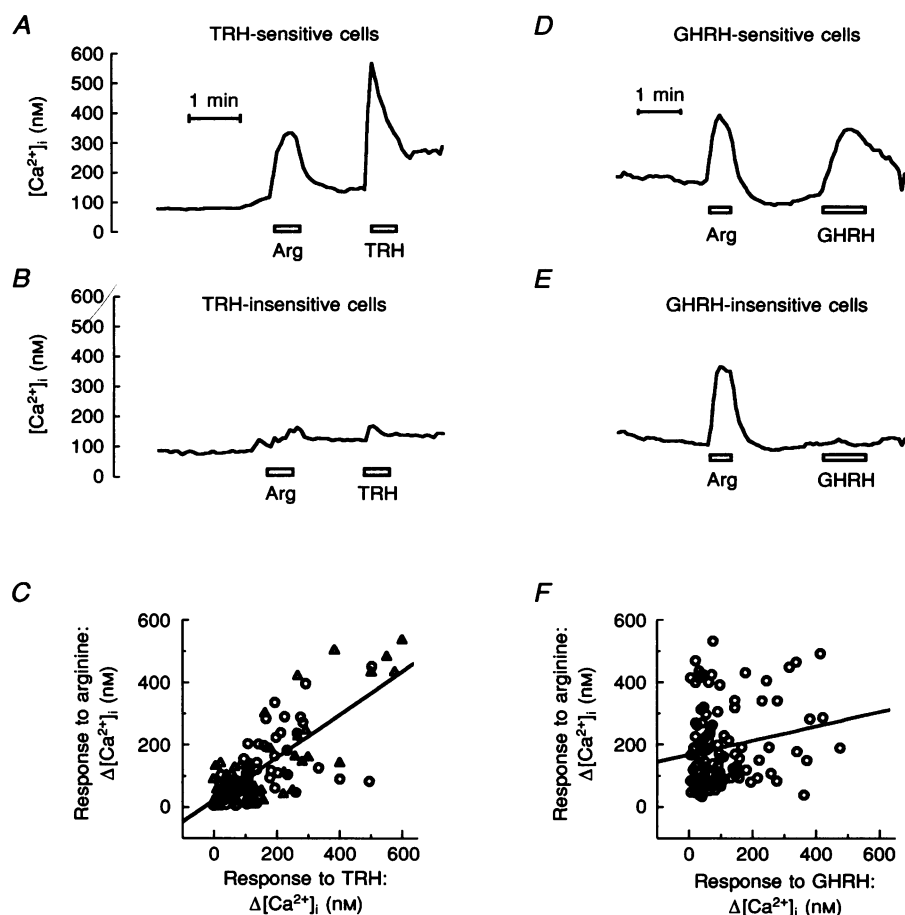 A
TRH-sensitive cells
600
500
400
300
200
100
0
[Ca²⁺]ᵢ (nM)
1 min
Arg
TRH
B
TRH-insensitive cells
600
500
400
300
200
100
0
[Ca²⁺]ᵢ (nM)
Arg
TRH
C
600
400
200
0
Response to arginine:
Δ[Ca²⁺]ᵢ (nM)
0 200 400 600
Response to TRH:
Δ[Ca²⁺]ᵢ (nM)
D
GHRH-sensitive cells
1 min
Arg
GHRH
E
GHRH-insensitive cells
Arg
GHRH
F
600
400
200
0
Response to arginine:
Δ[Ca²⁺]ᵢ (nM)
0 200 400 600
Response to GHRH:
Δ[Ca²⁺]ᵢ (nM)